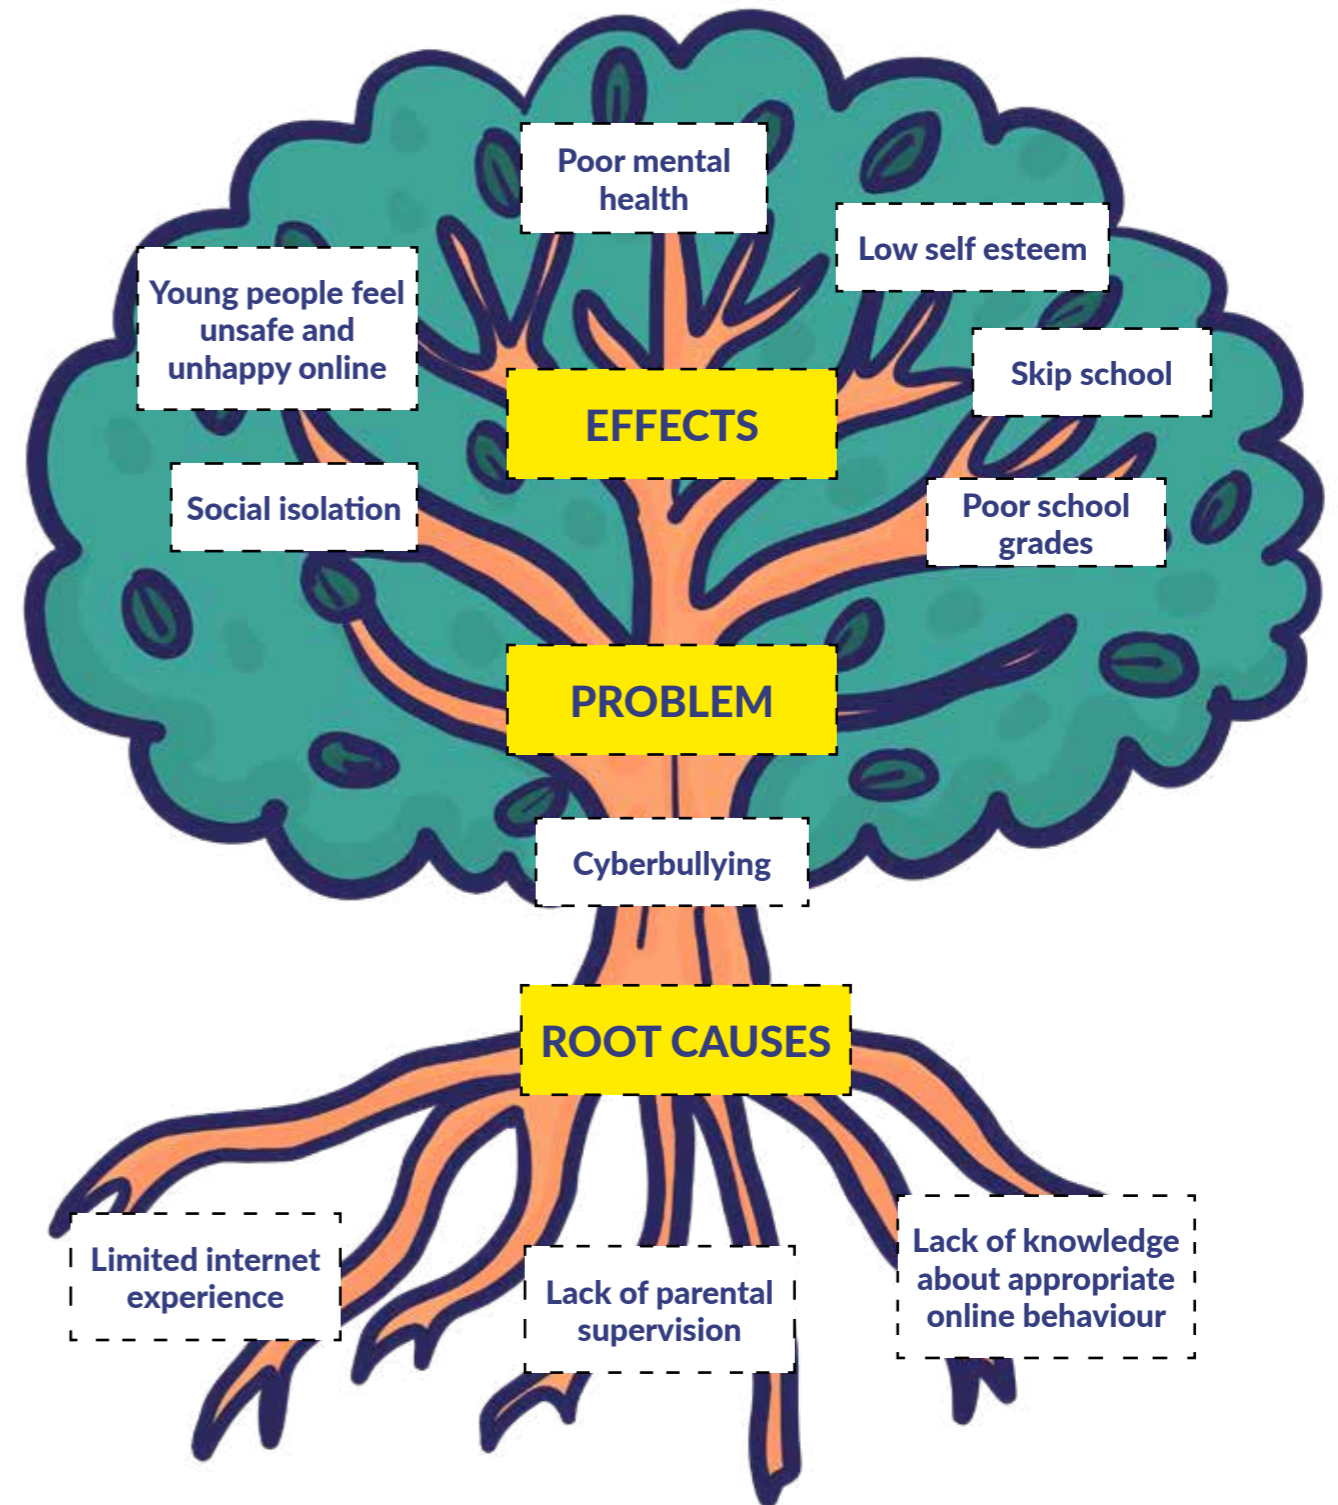 Poor mental
health
Low self esteem
Young people feel
unsafe and
unhappy online
Skip school
EFFECTS
Social isolation
Poor school
grades
PROBLEM
Cyberbullying
ROOT CAUSES
Limited internet
experience
Lack of parental
supervision
Lack of knowledge
about appropriate
online behaviour